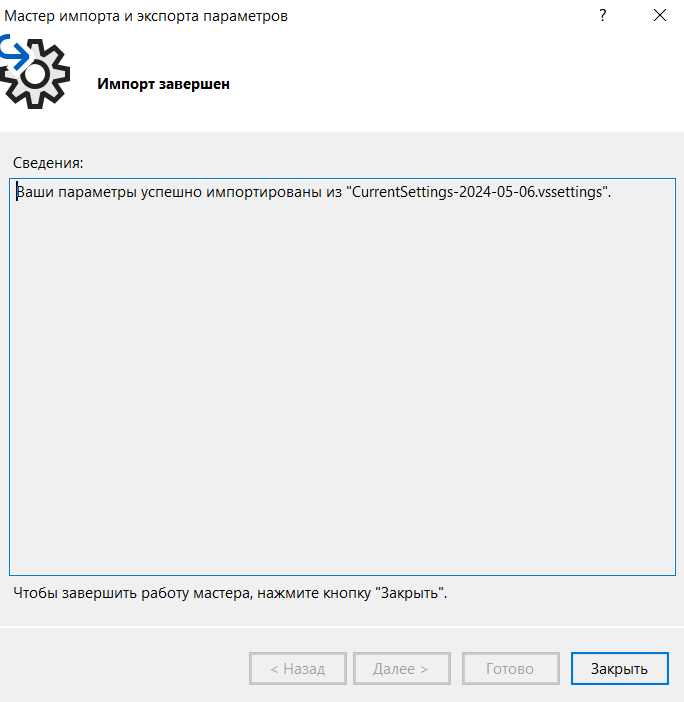 Мастер импорта и экспорта параметров
?
Импорт завершен
Сведения:
Ваши параметры успешно импортированы из "CurrentSettings-2024-05-06.vssettings".
Чтобы завершить работу мастера, нажмите кнопку "Закрыть".
< Назад
Далее >
Готово
Закрыть